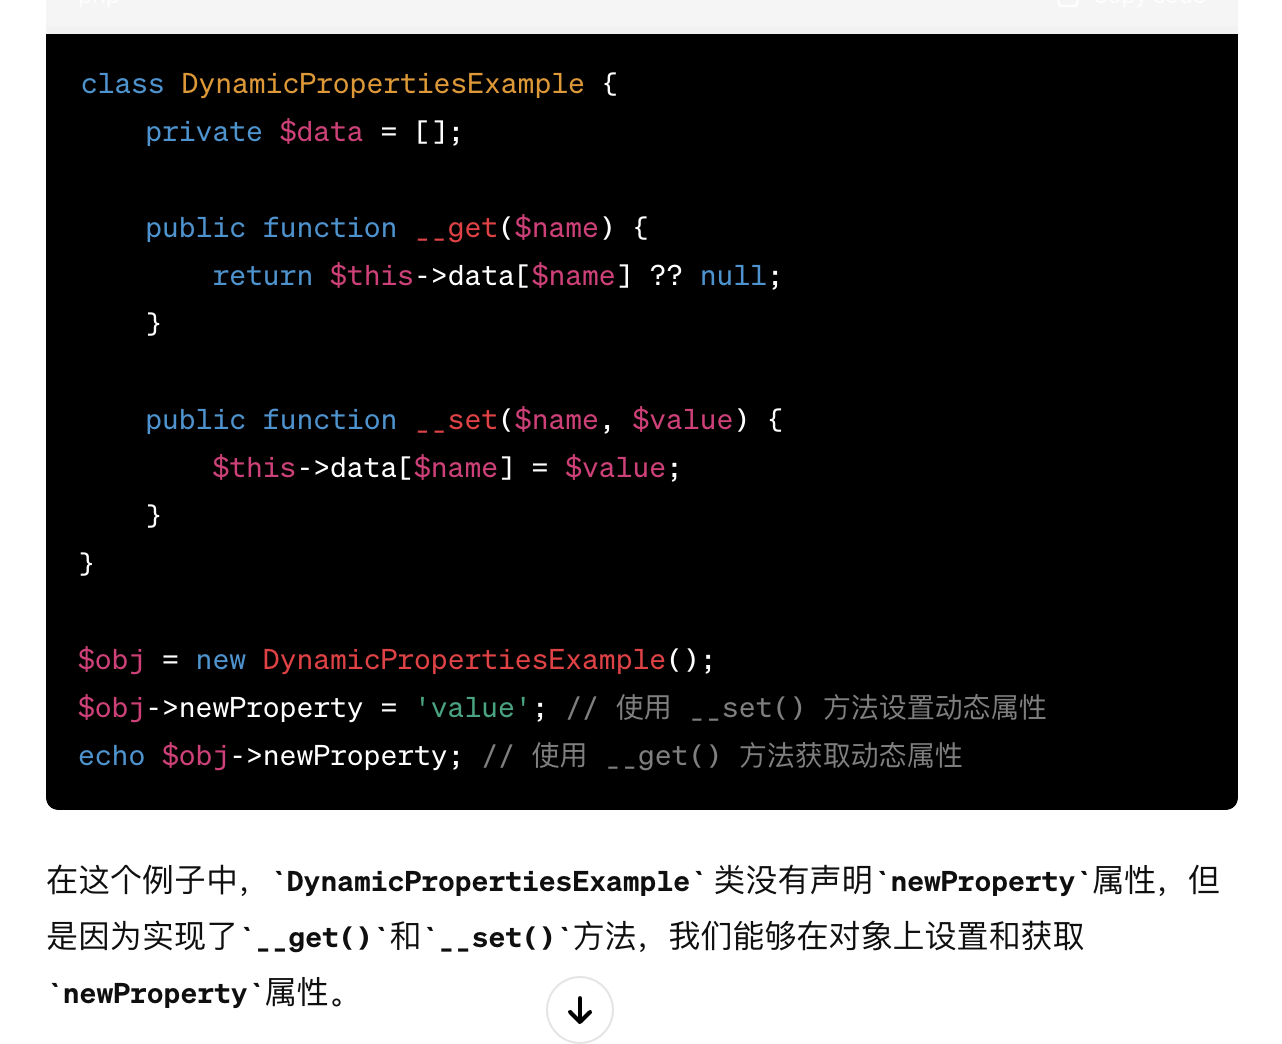 class DynamicPropertiesExample {
    private $data = [];
    public function __get($name) {
        return $this->data[$name] ?? null;
    }
    public function __set($name, $value) {
        $this->data[$name] = $value;
    }
}
$obj = new DynamicPropertiesExample();
$obj->newProperty = 'value'; // 使用 __set() 方法设置动态属性
echo $obj->newProperty; // 使用 __get() 方法获取动态属性
在这个例子中，`DynamicPropertiesExample` 类没有声明`newProperty`属性，但
是因为实现了`__get()`和`__set()`方法，我们能够在对象上设置和获取
`newProperty`属性。